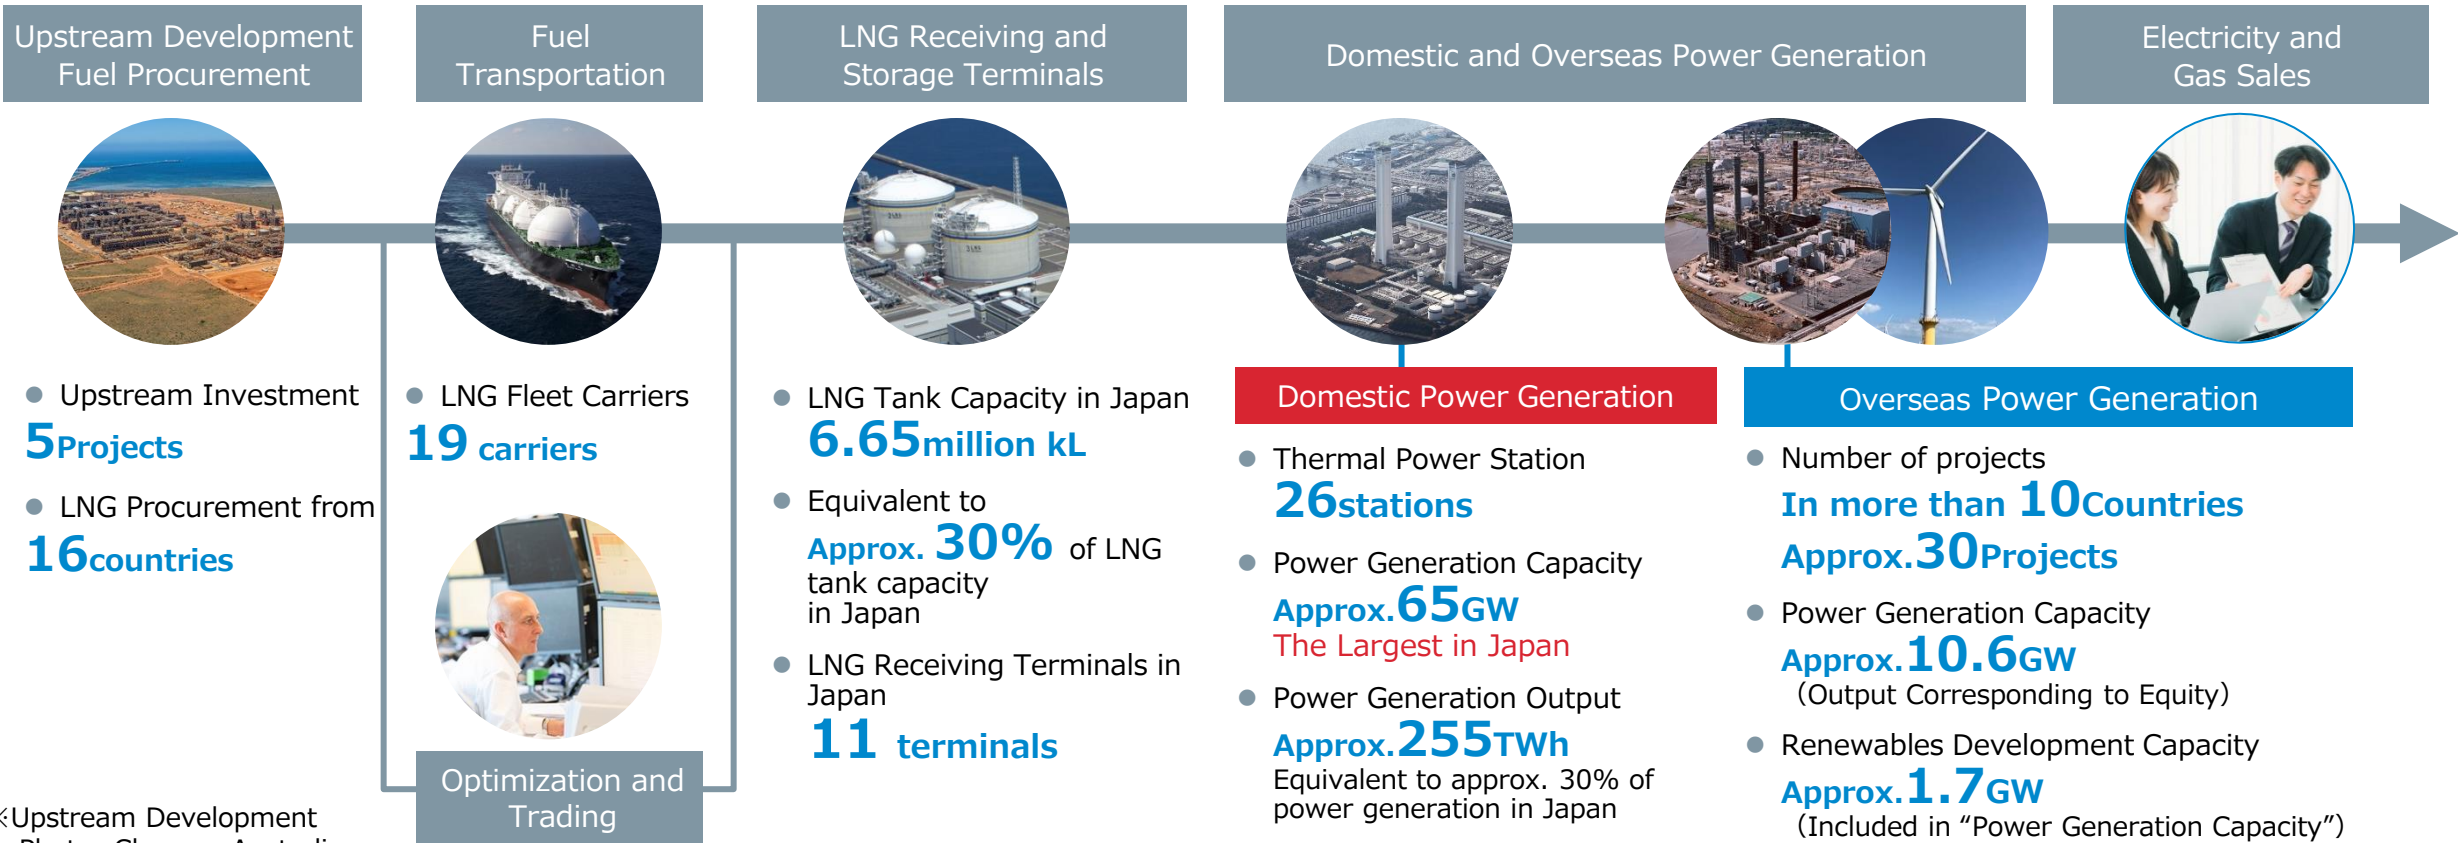 Upstream Development
Fuel Procurement
Fuel
Transportation
LNG Receiving and
Storage Terminals
Domestic and Overseas Power Generation
Electricity and
Gas Sales
● Upstream Investment
5Projects
● LNG Procurement from
16countries
● LNG Fleet Carriers
19 carriers
Optimization and
Trading
● LNG Tank Capacity in Japan
6.65million kL
● Equivalent to
Approx. 30% of LNG
tank capacity
in Japan
● LNG Receiving Terminals in
Japan
11 terminals
Domestic Power Generation
● Thermal Power Station
26stations
● Power Generation Capacity
Approx.65GW
The Largest in Japan
● Power Generation Output
Approx.255TWh
Equivalent to approx. 30% of
power generation in Japan
Overseas Power Generation
● Number of projects
In more than 10Countries
Approx.30Projects
● Power Generation Capacity
Approx.10.6GW
（Output Corresponding to Equity）
● Renewables Development Capacity
Approx.1.7GW
（Included in “Power Generation Capacity”）
※Upstream Development